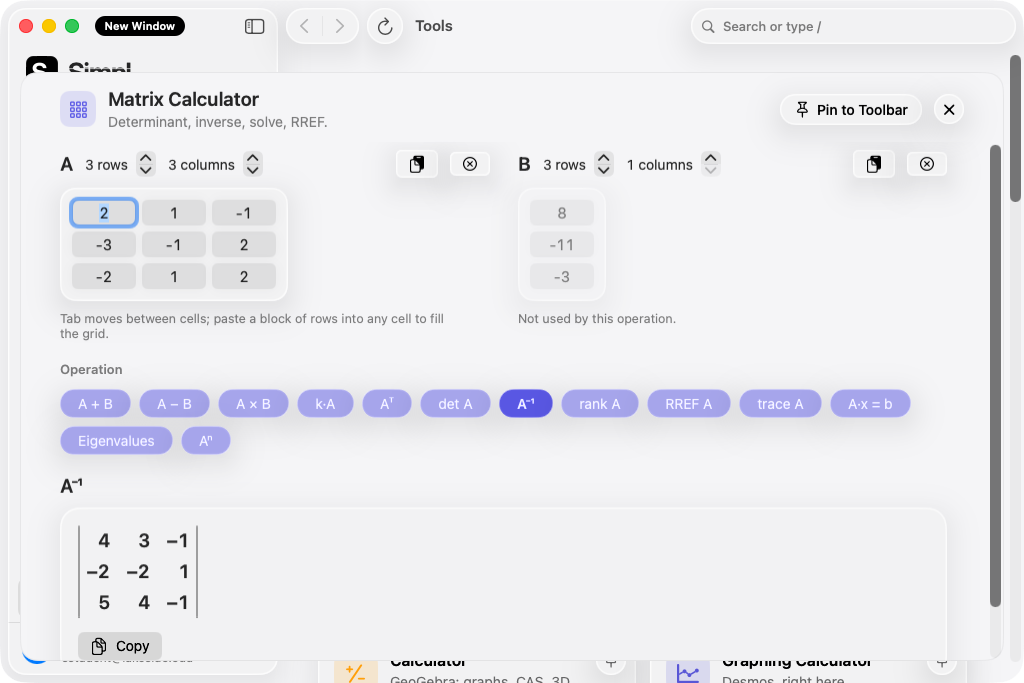 New Window
Tools
Search or type /
Matrix Calculator
Determinant, inverse, solve, RREF.
Pin to Toolbar
A 3 rows 3 columns
B 3 rows 1 columns
2 1 -1
-3 -1 2
-2 1 2
8
-11
-3
Tab moves between cells; paste a block of rows into any cell to fill
the grid.
Not used by this operation.
Operation
A + B A − B A × B k·A Aᵀ det A A⁻¹ rank A RREF A trace A A·x = b
Eigenvalues Aⁿ
A⁻¹
4 3 −1
−2 −2 1
5 4 −1
Copy
Calculator
GeoGebra: graphs, CAS, 3D
Graphing Calculator
Desmos, right here